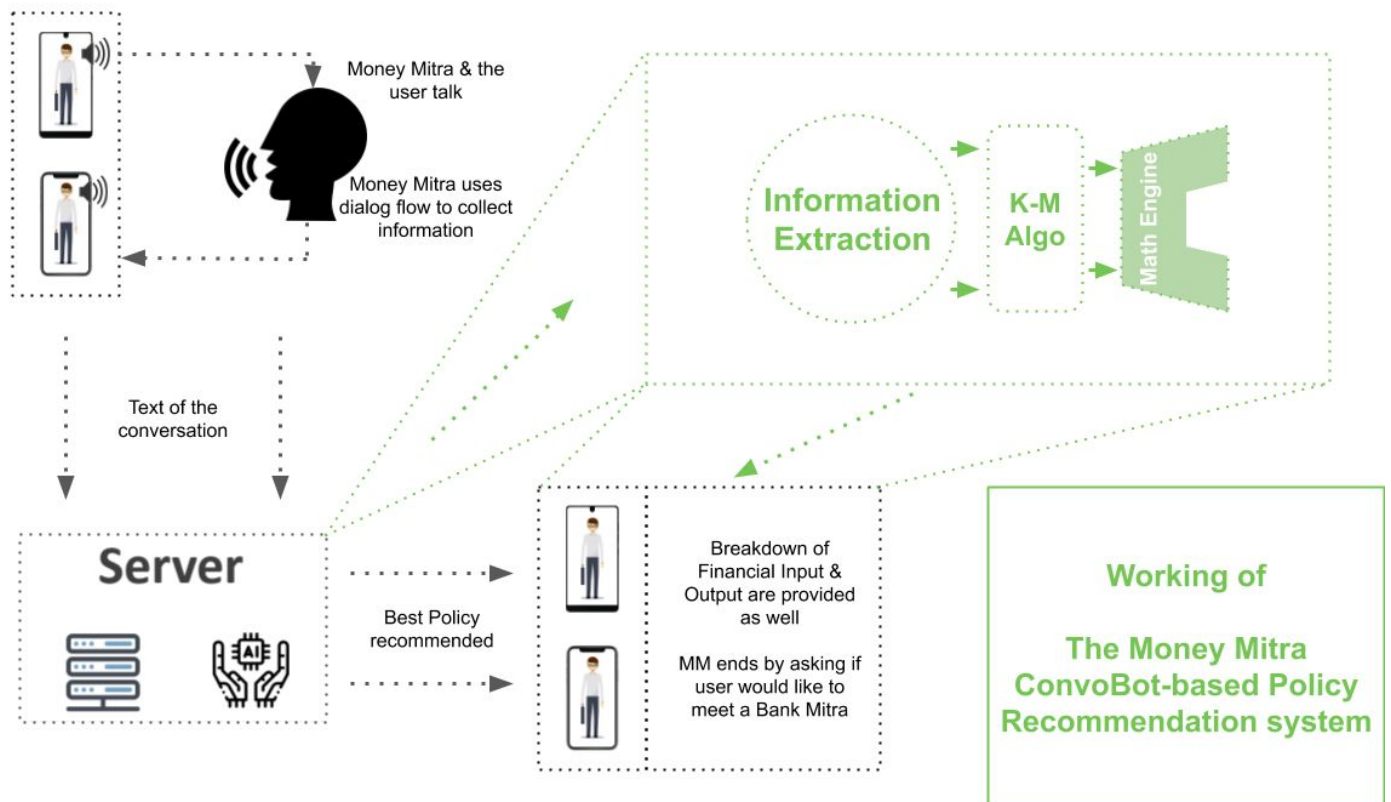 Money Mitra & the
user talk
Money Mitra uses
dialog flow to collect
information
Text of the
conversation
Server
AI
Best Policy
recommended
Information
Extraction
K-M
Algo
Math Engine
Breakdown of
Financial Input &
Output are provided
as well
MM ends by asking if
user would like to
meet a Bank Mitra
Working of
The Money Mitra
ConvoBot-based Policy
Recommendation system